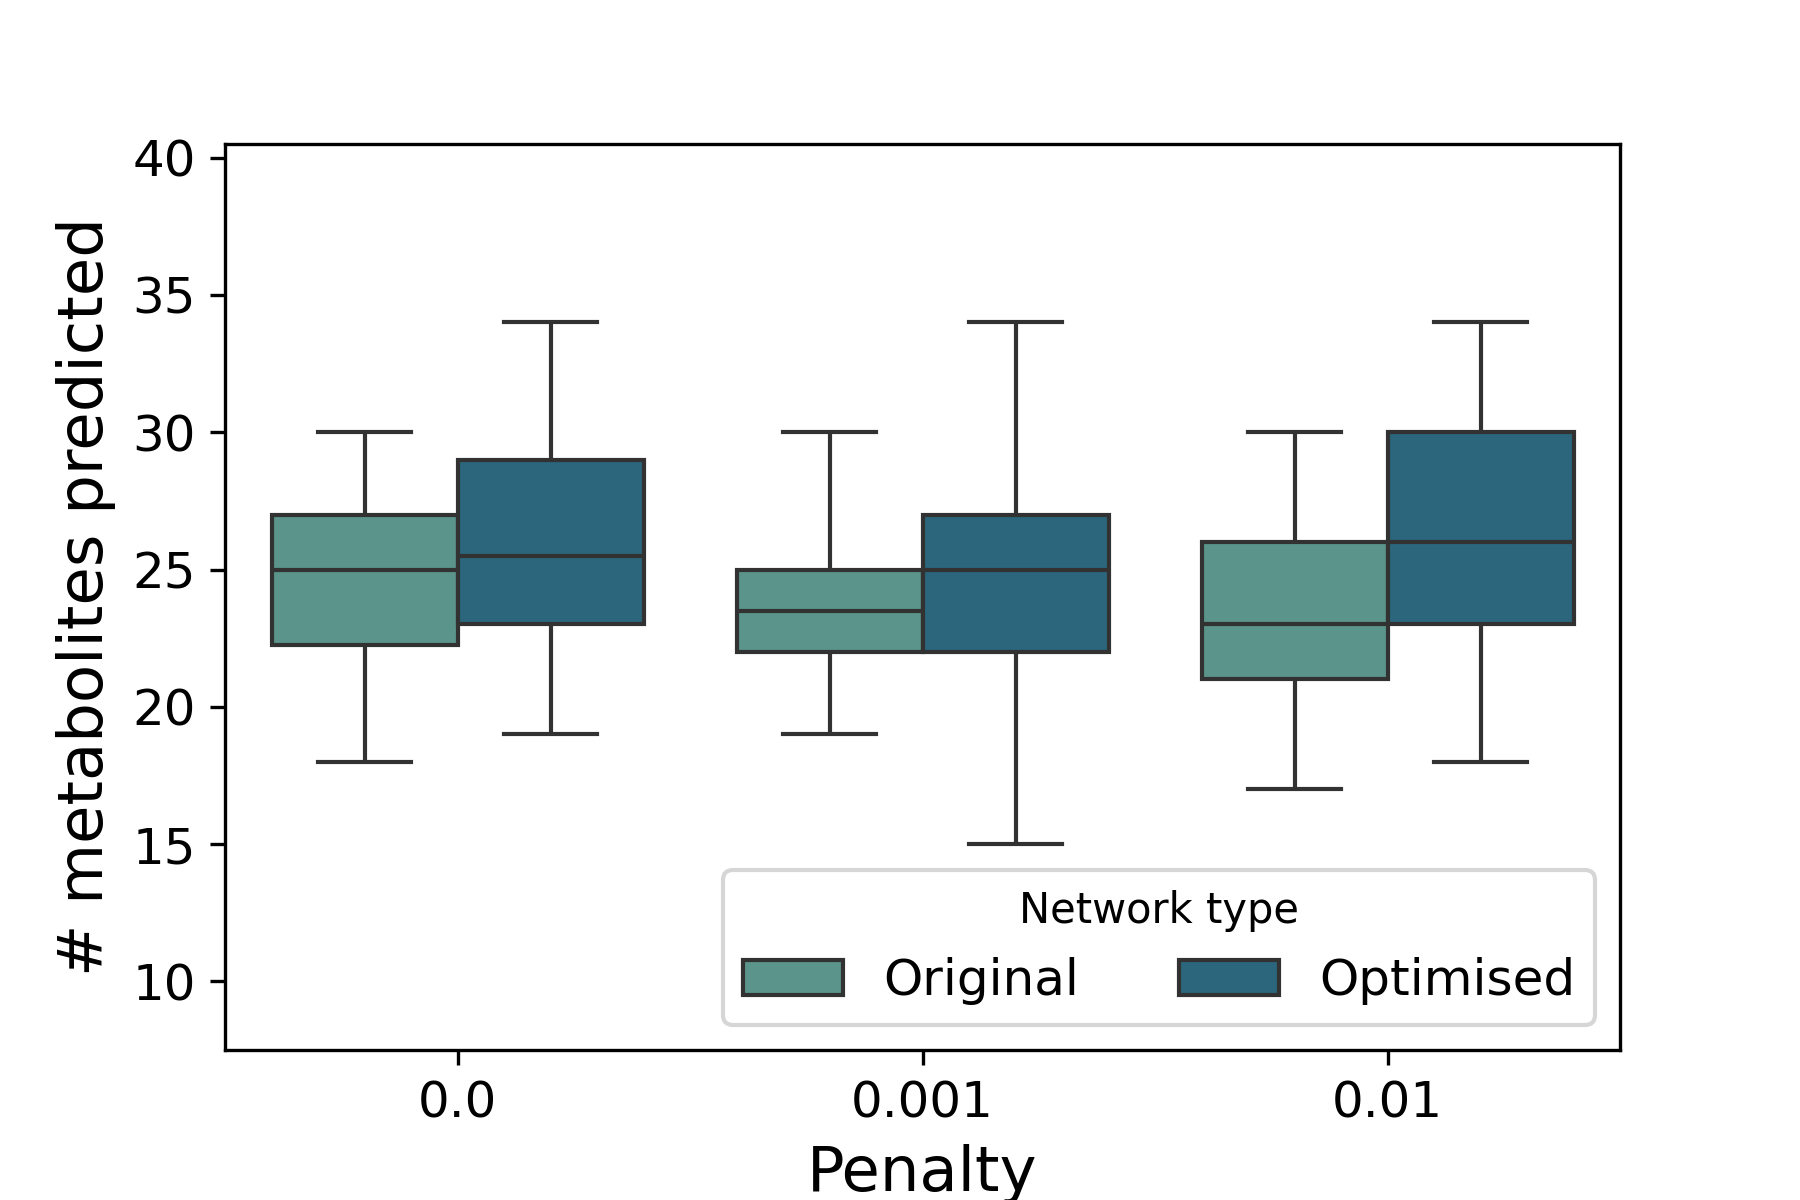 40
35
30
25
20
15
10
# metabolites predicted
Network type
Original Optimised
0.0 0.001 0.01
Penalty